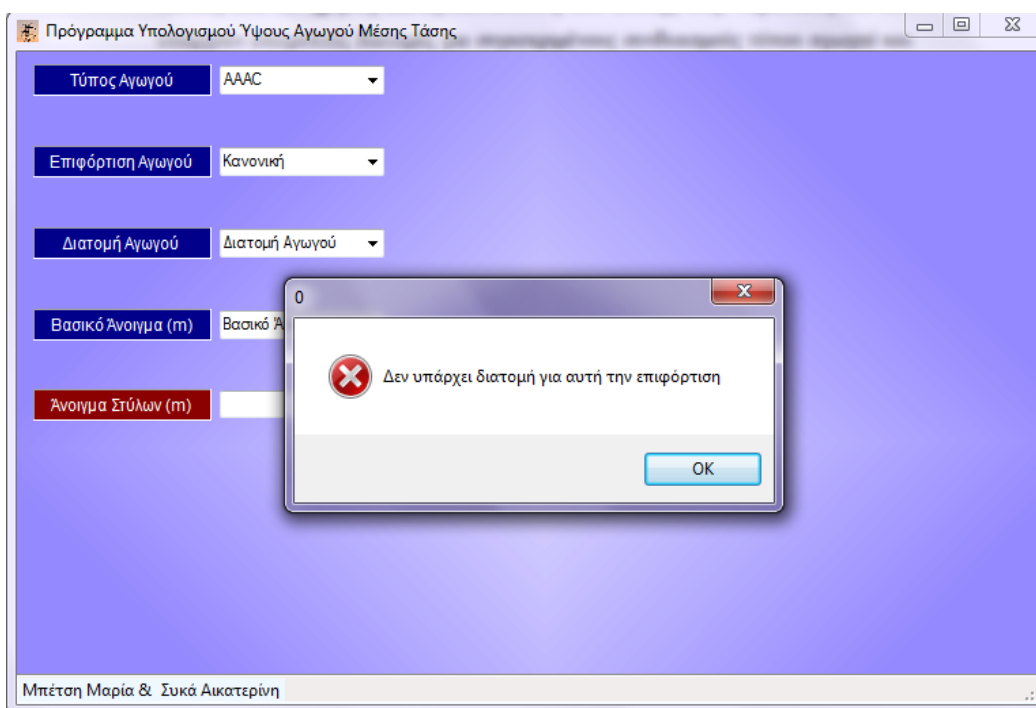 Πρόγραμμα Υπολογισμού Ύψους Αγωγού Μέσης Τάσης
Τύπος Αγωγού AAAC
Επιφόρτιση Αγωγού Κανονική
Διατομή Αγωγού Διατομή Αγωγού
0
Βασικό Άνοιγμα (m) Βασικό
Δεν υπάρχει διατομή για αυτή την επιφόρτιση
Άνοιγμα Στύλων (m)
OK
Μπέτση Μαρία & Συκά Αικατερίνη